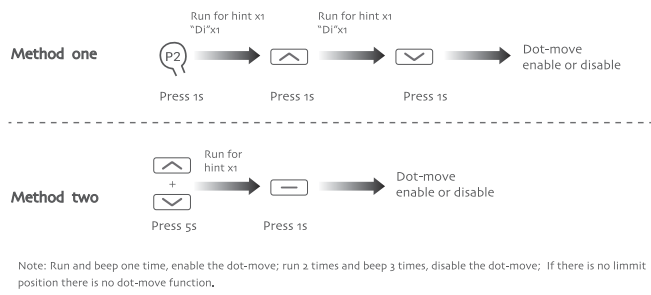 Run for hint x1 Run for hint x1
"Di"x1 "Di"x1
Method one P2 Dot-move
enable or disable
Press 1s Press 1s Press 1s
Run for
hint x1
+ Dot-move
enable or disable
Method two
Press 5s Press 1s
Note: Run and beep one time, enable the dot-move; run 2 times and beep 3 times, disable the dot-move; If there is no limmit
position there is no dot-move function.